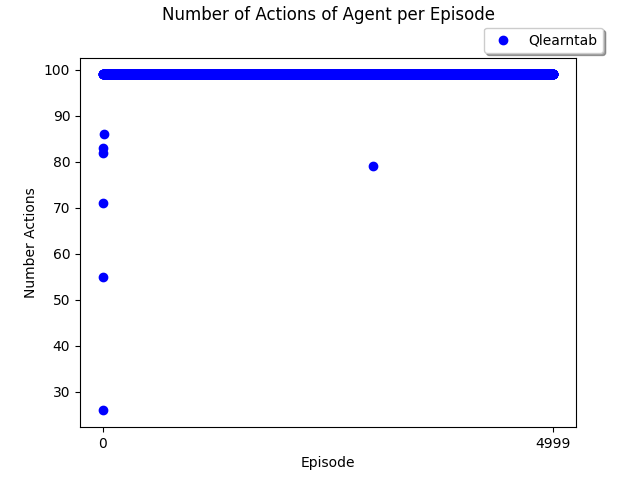 Number of Actions of Agent per Episode
Qlearntab
100
90
80
70
60
50
40
30
Number Actions
0
4999
Episode